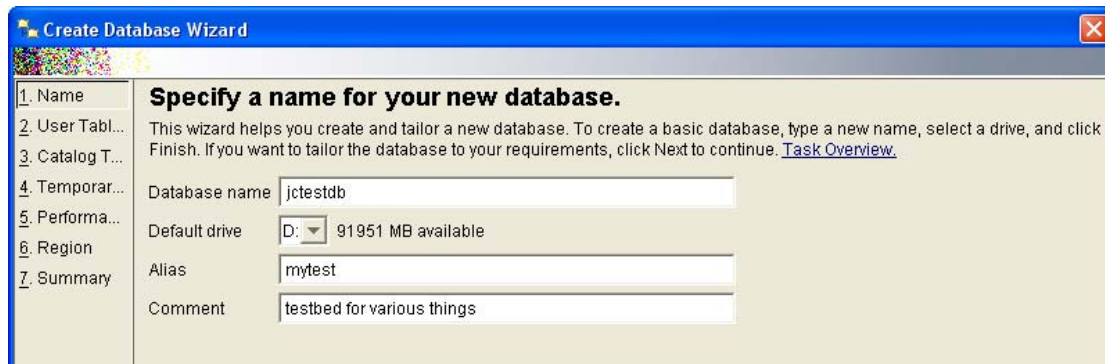 Create Database Wizard
1. Name
2. User Tabl...
3. Catalog T...
4. Temporar...
5. Performa...
6. Region
7. Summary
Specify a name for your new database.
This wizard helps you create and tailor a new database. To create a basic database, type a new name, select a drive, and click
Finish. If you want to tailor the database to your requirements, click Next to continue. Task Overview.
Database name jctestdb
Default drive D: 91951 MB available
Alias mytest
Comment testbed for various things